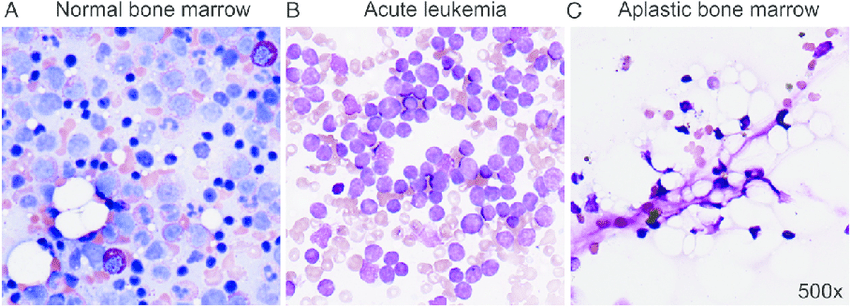 A Normal bone marrow
B Acute leukemia
C Aplastic bone marrow
500x